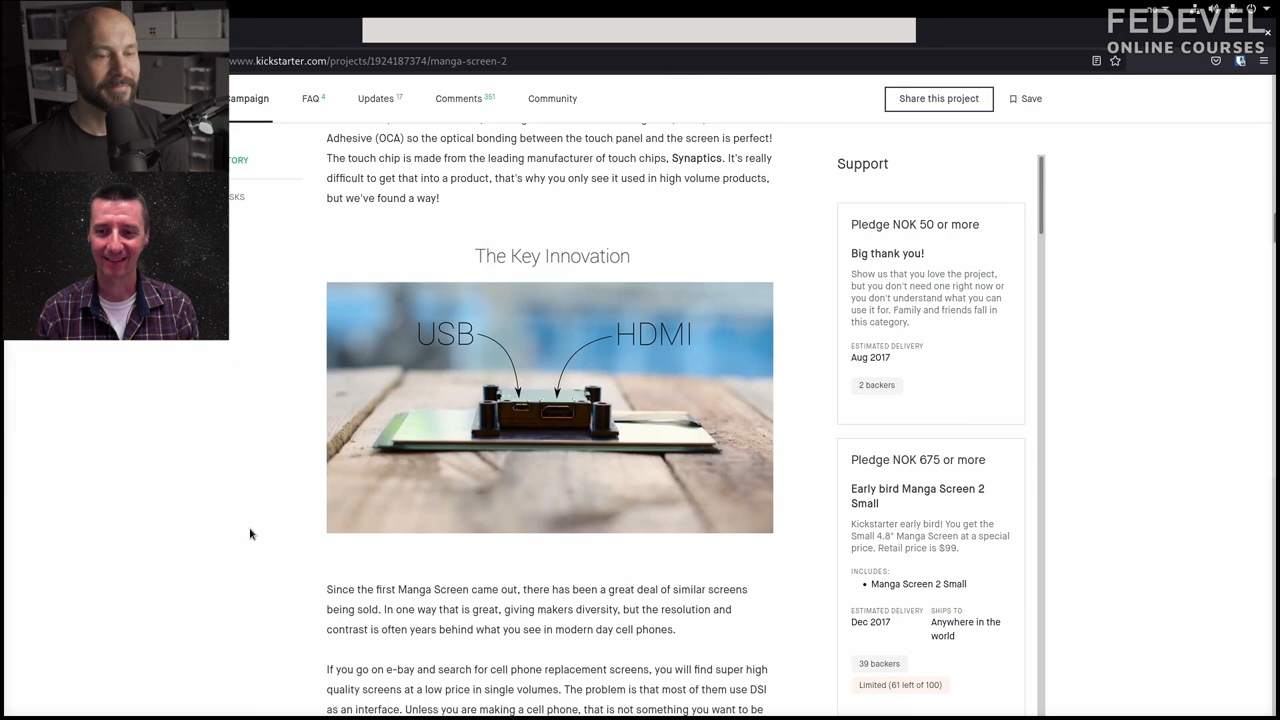 FEDEVEL
ONLINE COURSES
www.kickstarter.com/projects/1924187374/manga-screen-2
Campaign
FAQ 4
Updates 17
Comments 351
Community
Share this project
Save
Adhesive (OCA) so the optical bonding between the touch panel and the screen is perfect!
The touch chip is made from the leading manufacturer of touch chips, Synaptics. It's really
difficult to get that into a product, that's why you only see it used in high volume products,
but we've found a way!
The Key Innovation
USB
HDMI
Since the first Manga Screen came out, there has been a great deal of similar screens
being sold. In one way that is great, giving makers diversity, but the resolution and
contrast is often years behind what you see in modern day cell phones.
If you go on e-bay and search for cell phone replacement screens, you will find super high
quality screens at a low price in single volumes. The problem is that most of them use DSI
as an interface. Unless you are making a cell phone, that is not something you want to be
Support
Pledge NOK 50 or more
Big thank you!
Show us that you love the project,
but you don't need one right now or
you don't understand what you can
use it for. Family and friends fall in
this category.
ESTIMATED DELIVERY
Aug 2017
2 backers
Pledge NOK 675 or more
Early bird Manga Screen 2
Small
Kickstarter early bird! You get the
Small 4.8" Manga Screen at a special
price. Retail price is $99.
INCLUDES:
• Manga Screen 2 Small
ESTIMATED DELIVERY
Dec 2017
SHIPS TO
Anywhere in the
world
39 backers
Limited (61 left of 100)